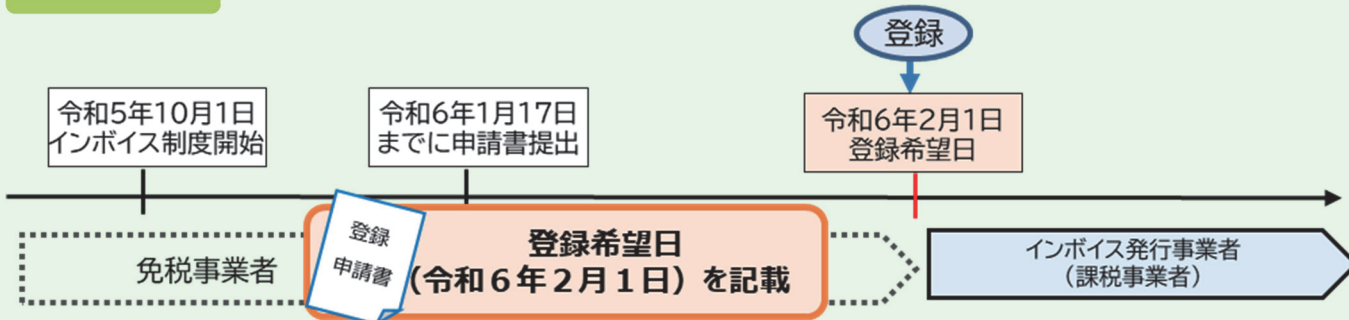 登録
令和5年10月1日
インボイス制度開始
令和6年1月17日
までに申請書提出
令和6年2月1日
登録希望日
免税事業者
登録
申請書
登録希望日
(令和６年２月１日）を記載
インボイス発行事業者
（課税事業者）